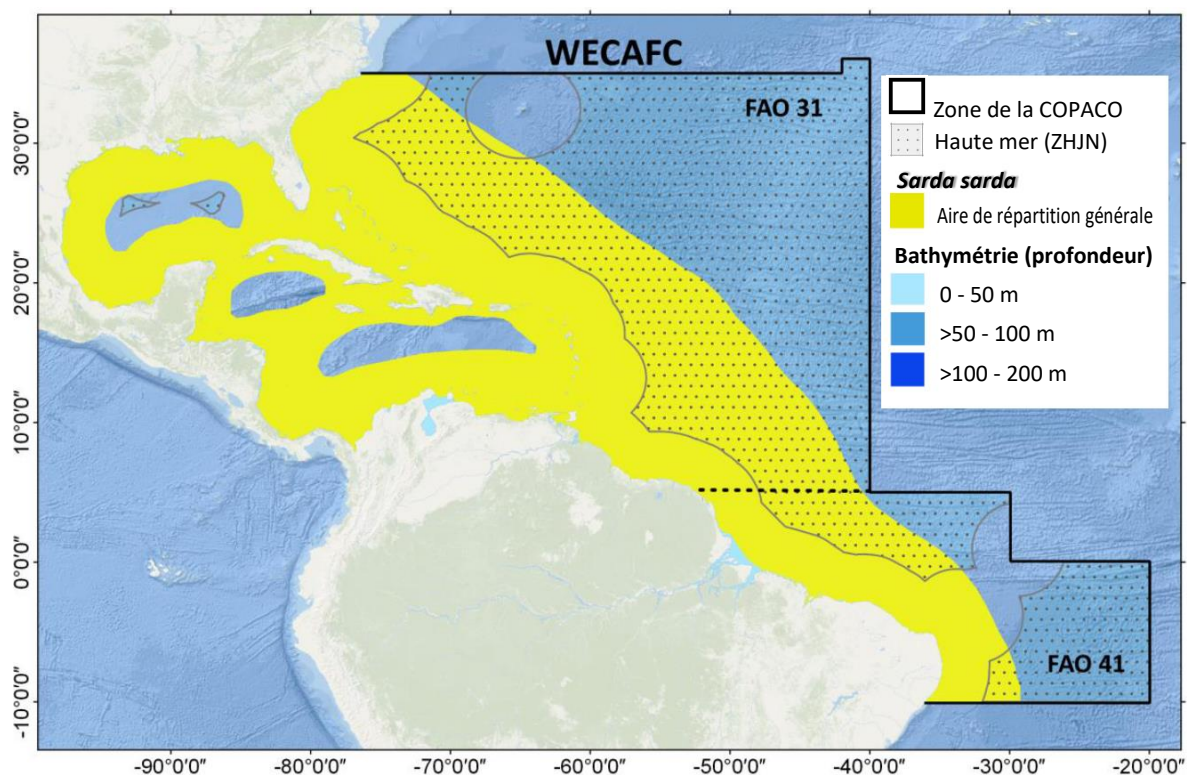 WECAFC
FAO 31
Zone de la COPACO
Haute mer (ZHJN)
Sarda sarda
Aire de répartition générale
Bathymétrie (profondeur)
0 - 50 m
>50 - 100 m
>100 - 200 m
FAO 41
30°0'0"
20°0'0"
10°0'0"
0°0'0"
-10°0'0"
-90°0'0"
-80°0'0"
-70°0'0"
-60°0'0"
-50°0'0"
-40°0'0"
-30°0'0"
-20°0'0"